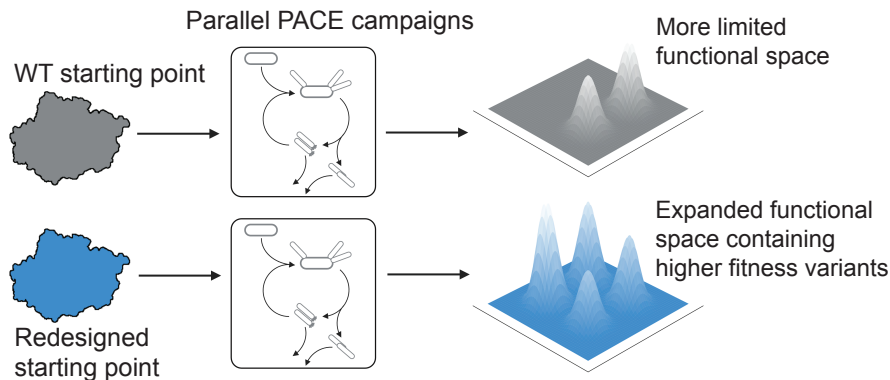 Parallel PACE campaigns
WT starting point
More limited
functional space
Redesigned
starting point
Expanded functional
space containing
higher fitness variants